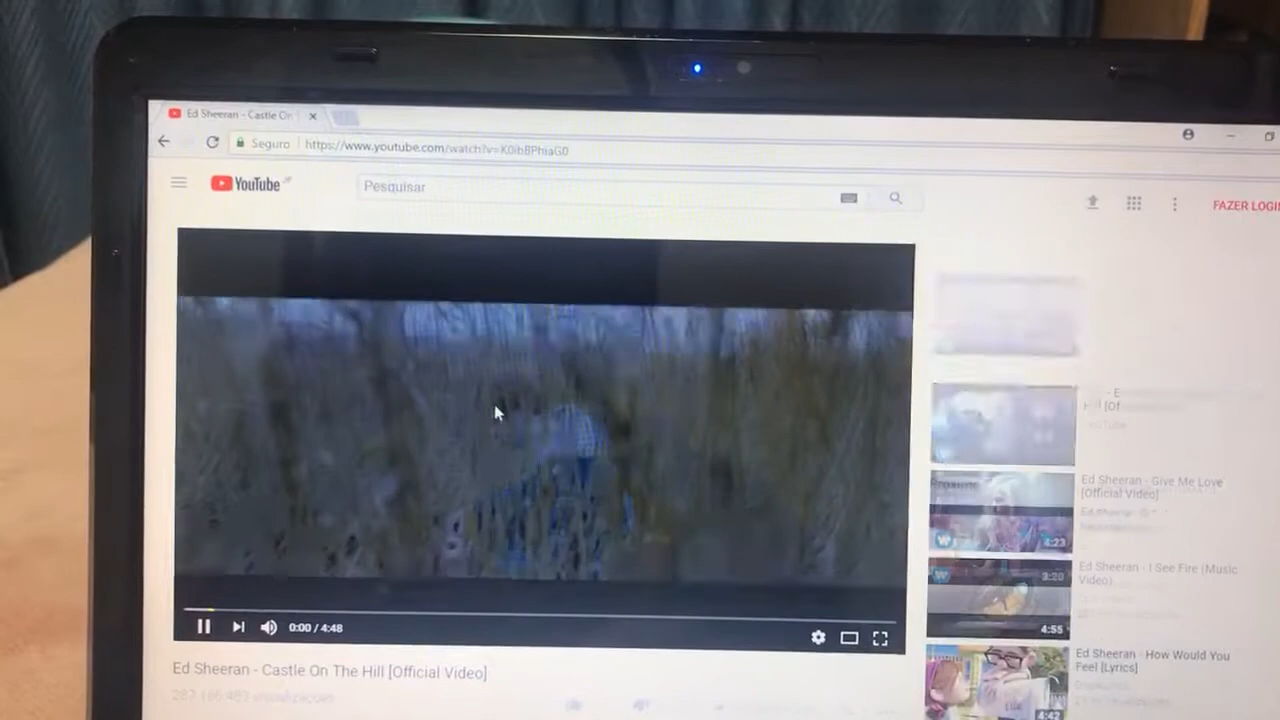 Ed Sheeran - Castle On
Seguro
https://www.youtube.com/watch?v=K0ibBPhiaG0
YouTube
Pesquisar
FAZER LOGIN
Ed Sheeran - Give Me Love
[Official Video]
4:23
Ed Sheeran - I See Fire (Music
Video)
3:20
4:55
0:00 / 4:48
Ed Sheeran - How Would You
Feel [Lyrics]
4:42
Ed Sheeran - Castle On The Hill [Official Video]